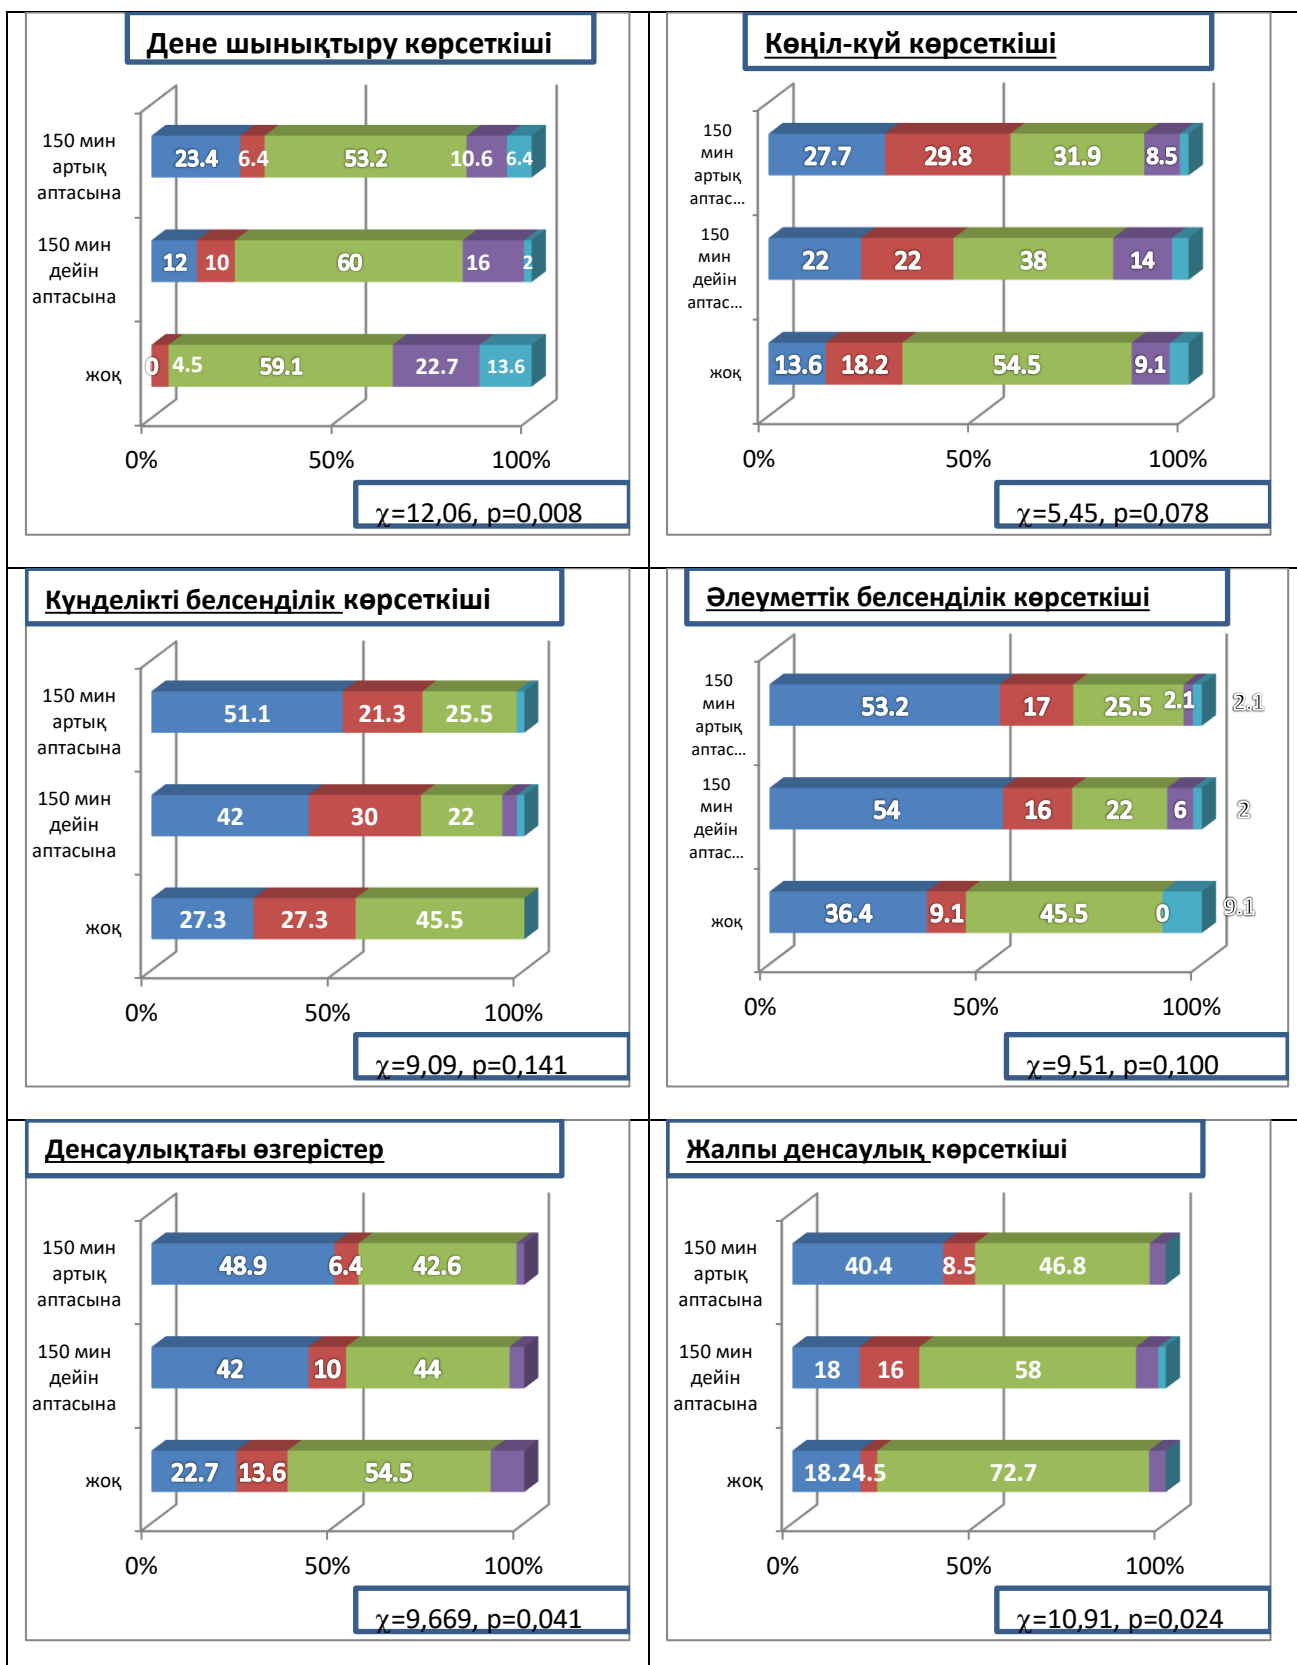 Дене шынықтыру көрсеткіші
150 мин
артық
аптасына
23.4 6.4 53.2 10.6 6.4
150 мин
дейін
аптасына
12 10 60 16 2
жоқ
0 4.5 59.1 22.7 13.6
0% 50% 100%
χ=12,06, p=0,008
Көңіл-күй көрсеткіші
150
мин
артық
аптас...
27.7 29.8 31.9 8.5
150
мин
дейін
аптас...
22 22 38 14
жоқ
13.6 18.2 54.5 9.1
0% 50% 100%
χ=5,45, p=0,078
Күнделікті белсенділік көрсеткіші
150 мин
артық
аптасына
51.1 21.3 25.5
150 мин
дейін
аптасына
42 30 22
жоқ
27.3 27.3 45.5
0% 50% 100%
χ=9,09, p=0,141
Әлеуметтік белсенділік көрсеткіші
150
мин
артық
аптас...
53.2 17 25.5 2.1 2.1
150
мин
дейін
аптас...
54 16 22 6 2
жоқ
36.4 9.1 45.5 0 9.1
0% 50% 100%
χ=9,51, p=0,100
Денсаулықтағы өзгерістер
150 мин
артық
аптасына
48.9 6.4 42.6
150 мин
дейін
аптасына
42 10 44
жоқ
22.7 13.6 54.5
0% 50% 100%
χ=9,669, p=0,041
Жалпы денсаулық көрсеткіші
150 мин
артық
аптасына
40.4 8.5 46.8
150 мин
дейін
аптасына
18 16 58
жоқ
18.2 4.5 72.7
0% 50% 100%
χ=10,91, p=0,024